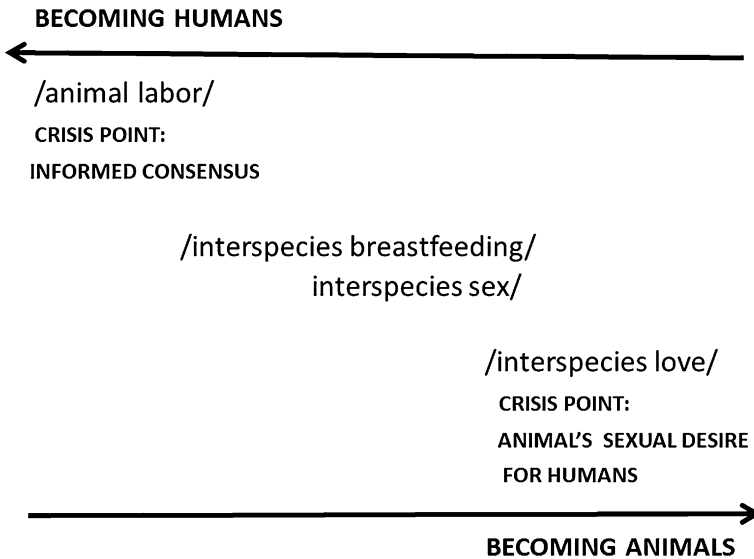 BECOMING HUMANS
/animal labor/
CRISIS POINT:
INFORMED CONSENSUS
/interspecies breastfeeding/
interspecies sex/
/interspecies love/
CRISIS POINT:
ANIMAL'S SEXUAL DESIRE
FOR HUMANS
BECOMING ANIMALS